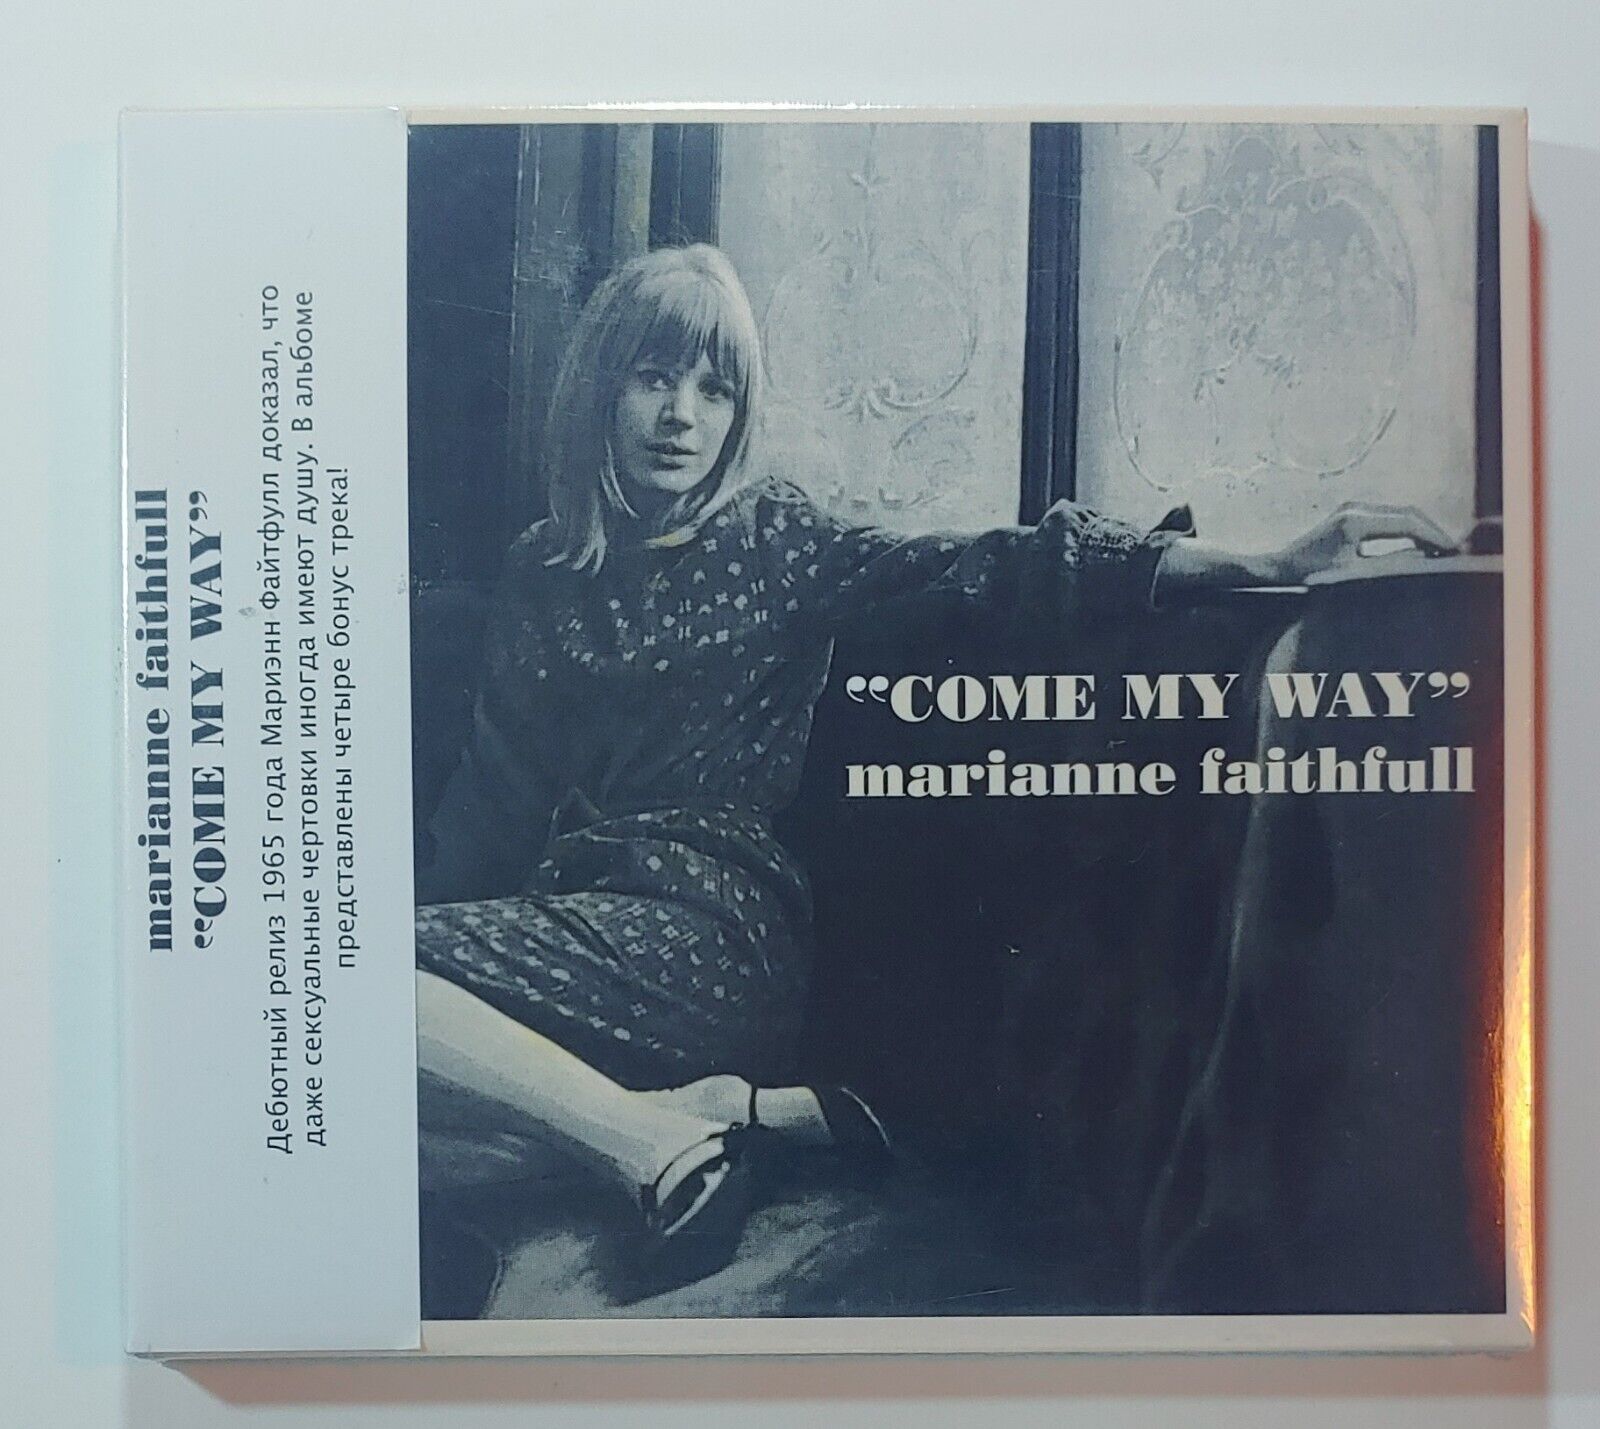 marianne faithfull
“COME MY WAY”
Дебютный релиз 1965 года Мариэнн Файтфулл доказал, что
даже сексуальные чертовки иногда имеют душу. В альбоме
представлены четыре бонус трека!
“COME MY WAY”
marianne faithfull